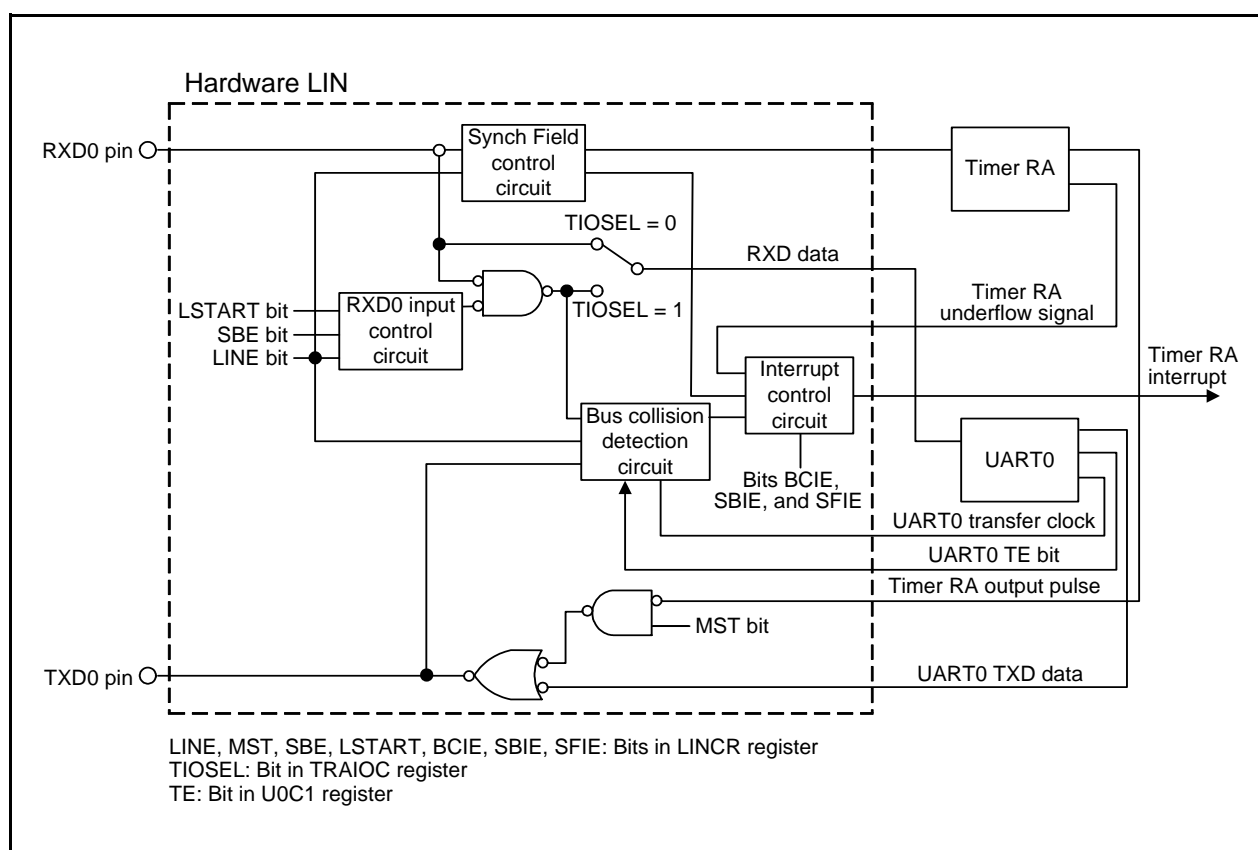 Hardware LIN
RXD0 pin
Synch Field
control
circuit
Timer RA
TIOSEL = 0
RXD data
TIOSEL = 1
LSTART bit
SBE bit
LINE bit
RXD0 input
control
circuit
Timer RA
underflow signal
Interrupt
control
circuit
Timer RA
interrupt
Bus collision
detection
circuit
Bits BCIE,
SBIE, and SFIE
UART0
UART0 transfer clock
UART0 TE bit
Timer RA output pulse
MST bit
TXD0 pin
UART0 TXD data
LINE, MST, SBE, LSTART, BCIE, SBIE, SFIE: Bits in LINCR register
TIOSEL: Bit in TRAIOC register
TE: Bit in U0C1 register